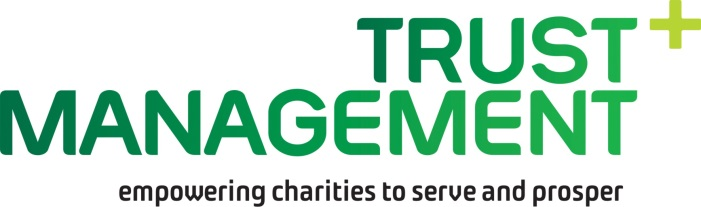 TRUST+
MANAGEMENT
empowering charities to serve and prosper